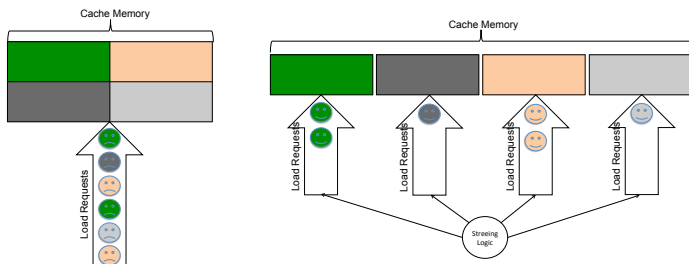 Cache Memory
Load Requests
Cache Memory
Load Requests
Load Requests
Load Requests
Load Requests
Streeing
Logic